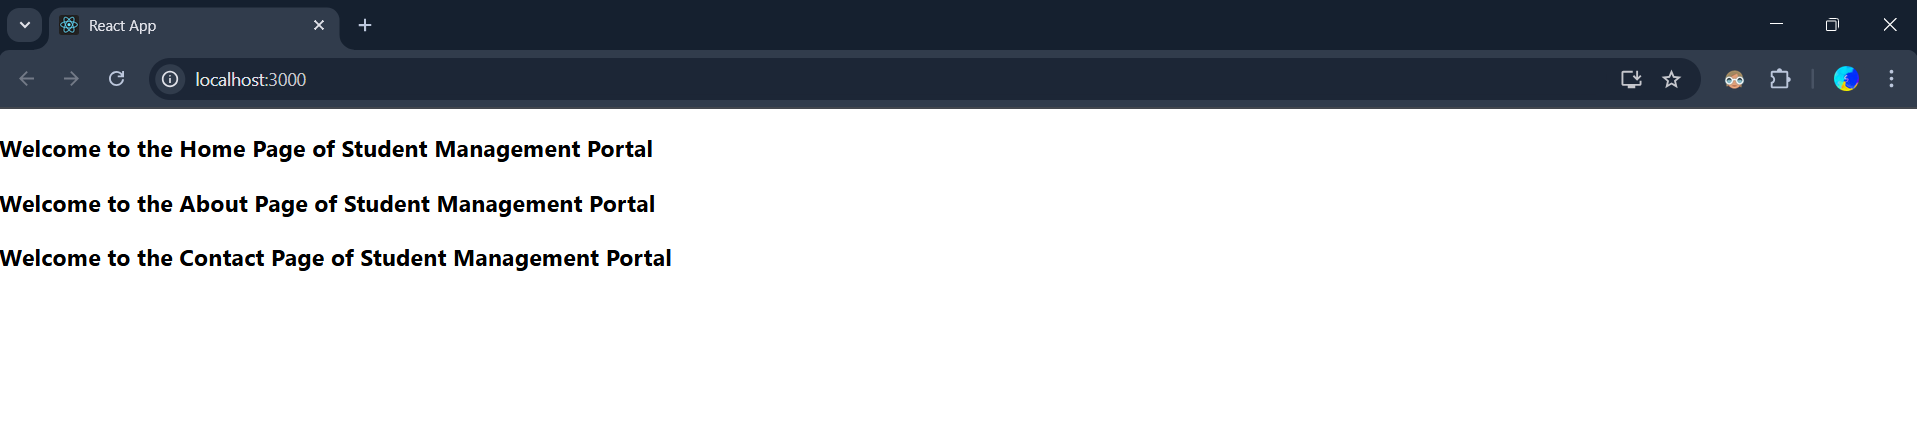 React App
localhost:3000
Welcome to the Home Page of Student Management Portal
Welcome to the About Page of Student Management Portal
Welcome to the Contact Page of Student Management Portal